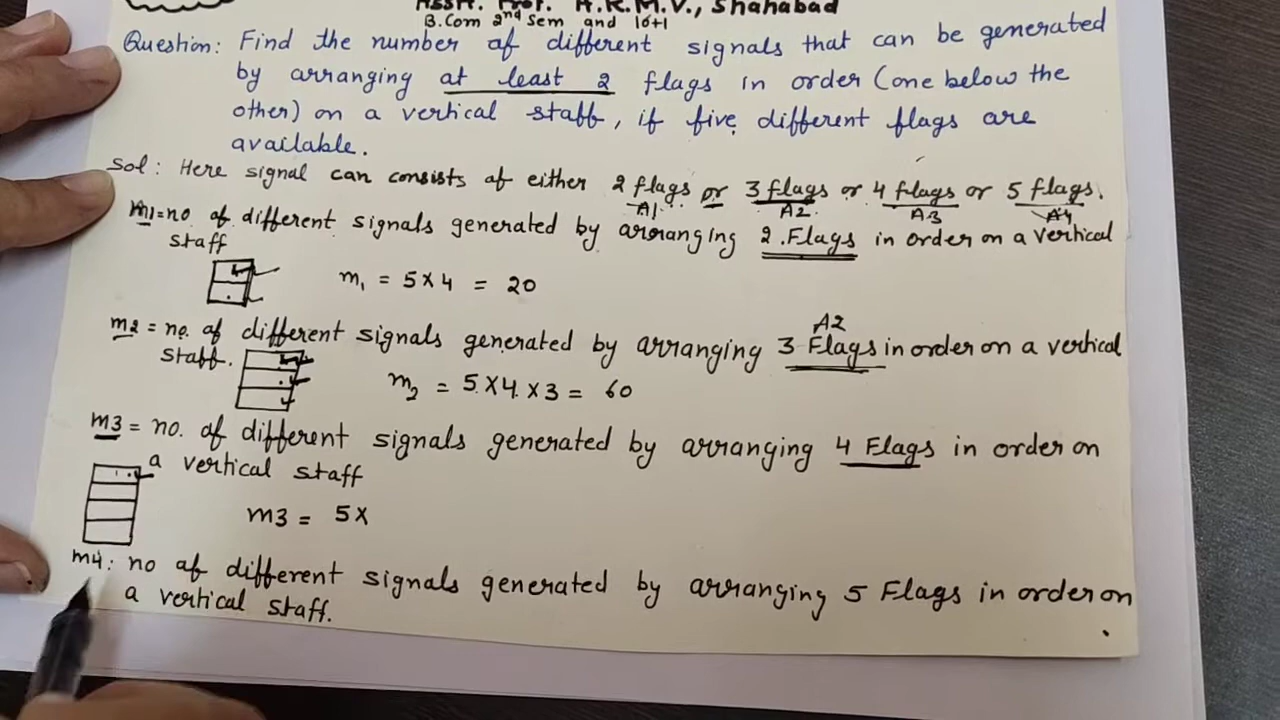 Asst. Prof. A.R.M.V., Shahabad
B.Com 2nd Sem and 10+1
Question: Find the number of different signals that can be generated
by arranging at least 2 flags in order (one below the
other) on a vertical staff, if five different flags are
available.
Sol: Here signal can consists of either 2 flags or 3 flags or 4 flags or 5 flags.
A1 A2 A3 A4
m1=no of different signals generated by arranging 2 Flags in order on a vertical
staff
m1 = 5×4 = 20
A2
m2 = no. of different signals generated by arranging 3 Flags in order on a vertical
staff.
m2 = 5×4×3 = 60
m3 = no. of different signals generated by arranging 4 Flags in order on
a vertical staff
m3 = 5×
m4: no of different signals generated by arranging 5 Flags in order on
a vertical staff.